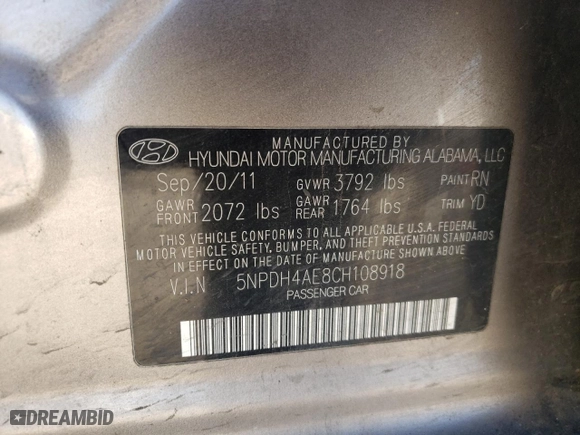 MANUFACTURED BY
HYUNDAI MOTOR MANUFACTURING ALABAMA, LLC
Sep/20/11 GVWR 3792 lbs PAINT RN
GAWR FRONT 2072 lbs GAWR REAR 1764 lbs TRIM YD
THIS VEHICLE CONFORMS TO ALL APPLICABLE U.S.A. FEDERAL
MOTOR VEHICLE SAFETY, BUMPER, AND THEFT PREVENTION STANDARDS
IN EFFECT ON THE DATE OF MANUFACTURE SHOWN ABOVE
V.I.N 5NPDH4AE8CH108918
PASSENGER CAR
DREAMBID